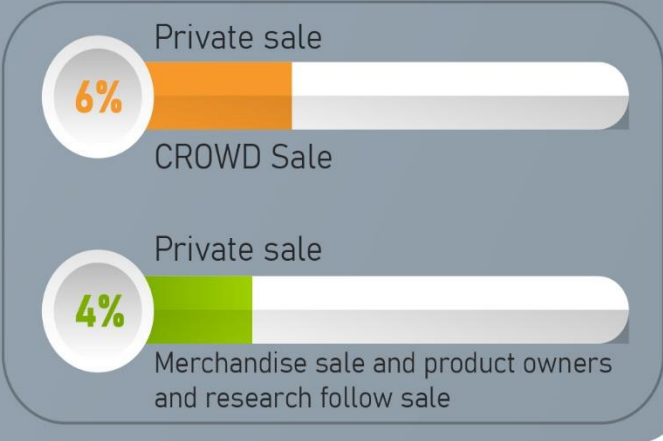 Private sale
6%
CROWD Sale
Private sale
4%
Merchandise sale and product owners
and research follow sale